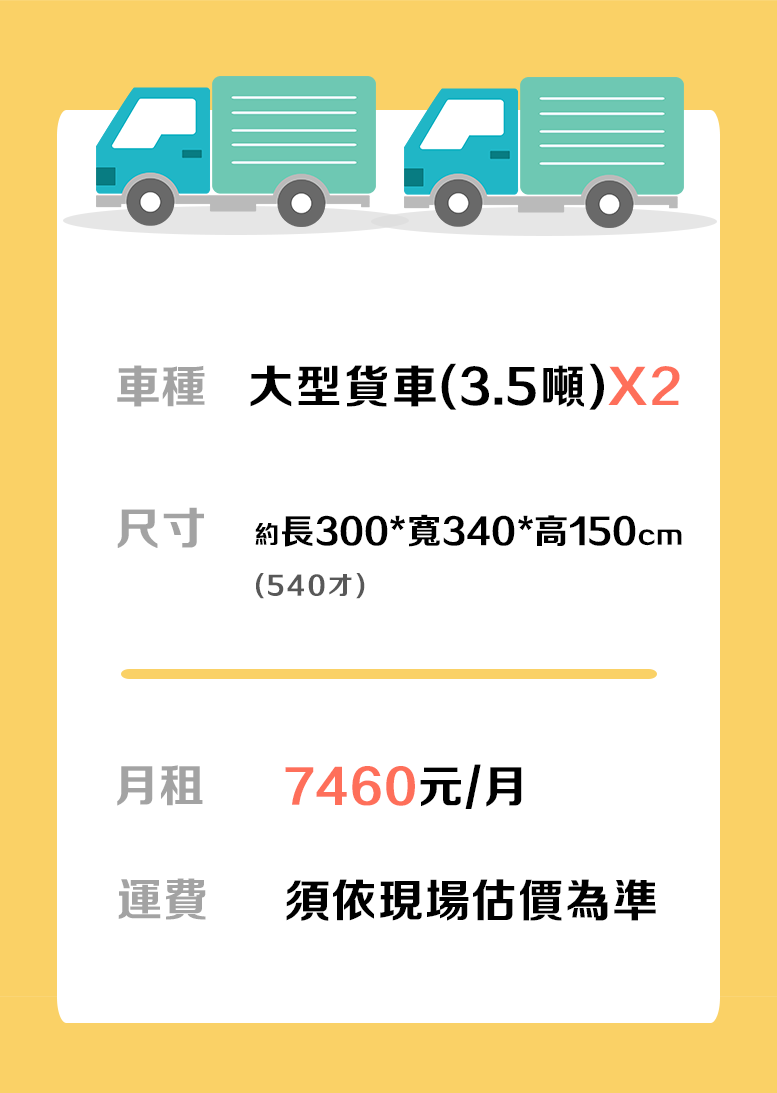 車種 大型貨車(3.5噸)X2
尺寸 約長300*寬340*高150cm
(540才)
月租 7460元/月
運費 須依現場估價為準